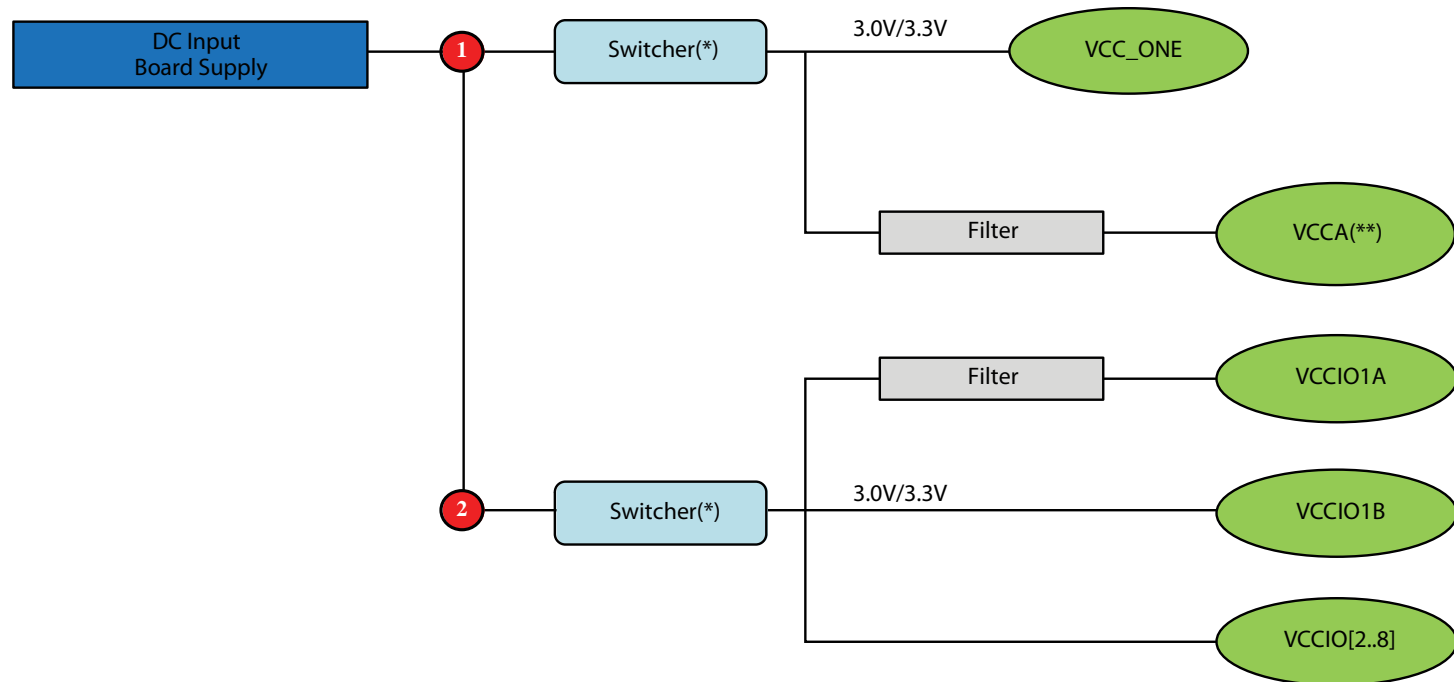 DC Input
Board Supply
1
Switcher(*)
3.0V/3.3V
VCC_ONE
Filter
VCCA(**)
Filter
VCCIO1A
2
Switcher(*)
3.0V/3.3V
VCCIO1B
VCCIO[2..8]